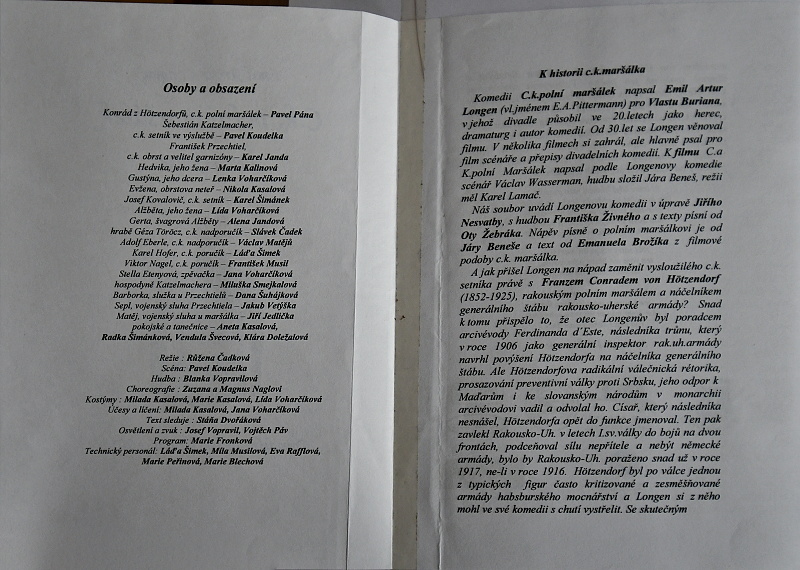 Osoby a obsazení
Konrád z Hötzendorfů, c.k. polní maršálek – Pavel Pána
Šebestián Katzelmacher,
c.k. setník ve výslužbě – Pavel Koudelka
František Przechtiel,
c.k. obrst a velitel garnizóny – Karel Janda
Hedvika, jeho žena – Marta Kalinová
Gustýna, jeho dcera – Lenka Voharčíková
Evžena, obrstova neteř – Nikola Kasalová
Josef Kovalovič, c.k. setník – Karel Šimánek
Alžběta, jeho žena – Lída Voharčíková
Gerta, švagrová Alžběty – Alena Jandová
hrabě Géza Töröcz, c.k. nadporučík – Slávek Čadek
Adolf Eberle, c.k. nadporučík – Václav Matějů
Karel Hofer, c.k. poručík – Láďa Šimek
Viktor Nagel, c.k. poručík – František Musil
Stella Etenyová, zpěvačka – Jana Voharčíková
hospodyně Katzelmachera – Miluška Smejkalová
Barborka, služka u Przechtielů – Dana Šuhájková
Sepl, vojenský sluha Przechtiela – Jakub Vetýška
Matěj, vojenský sluha u maršálka – Jiří Jedlička
pokojské a tanečnice – Aneta Kasalová,
Radka Šimánková, Vendula Švecová, Klára Doležalová
Režie : Růžena Čadková
Scéna: Pavel Koudelka
Hudba : Blanka Vopravilová
Choreografie : Zuzana a Magnus Naglovi
Kostýmy : Milada Kasalová, Marie Kasalová, Lída Voharčíková
Účesy a líčení: Milada Kasalová, Jana Voharčíková
Text sleduje : Stáňa Dvořáková
Osvětlení a zvuk : Josef Vopravil, Vojtěch Páv
Program: Marie Fronková
Technický personál: Láďa Šimek, Míla Musilová, Eva Rafflová,
Marie Peřinová, Marie Blechová
K historii c.k.maršálka
Komedii C.k.polní maršálek napsal Emil Artur
Longen (vl.jménem E.A.Pittermann) pro Vlastu Buriana,
v jehož divadle působil ve 20.letech jako herec,
dramaturg i autor komedií. Od 30.let se Longen věnoval
filmu. V několika filmech si zahrál, ale hlavně psal pro
film scénáře a přepisy divadelních komedií. K filmu C.a
K.polní Maršálek napsal podle Longenovy komedie
scénář Václav Wasserman, hudbu složil Jára Beneš, režii
měl Karel Lamač.
Náš soubor uvádí Longenovu komedii v úpravě Jiřího
Nesvatby, s hudbou Františka Živného a s texty písní od
Oty Žebráka. Nápěv písně o polním maršálkovi je od
Járy Beneše a text od Emanuela Brožíka z filmové
podoby c.k. maršálka.
A jak přišel Longen na nápad zaměnit vysloužilého c.k.
setníka právě s Franzem Conradem von Hötzendorf
(1852-1925), rakouským polním maršálem a náčelníkem
generálního štábu rakousko-uherské armády? Snad
k tomu přispělo to, že otec Longenův byl poradcem
arcivévody Ferdinanda d´Este, následníka trůnu, který
v roce 1906 jako generální inspektor rak.uh.armády
navrhl povýšení Hötzendorfa na náčelníka generálního
štábu. Ale Hötzendorfova radikální válečnická rétorika,
prosazování preventivní války proti Srbsku, jeho odpor k
Maďarům i ke slovanským národům v monarchii
arcivévodovi vadil a odvolal ho. Císař, který následníka
nesnášel, Hötzendorfa opět do funkce jmenoval. Ten pak
zavlekl Rakousko-Uh. v letech I.sv.války do bojů na dvou
frontách, podceňoval sílu nepřítele a nebýt německé
armády, bylo by Rakousko-Uh. poraženo snad už v roce
1917, ne-li v roce 1916. Hötzendorf byl po válce jednou
z typických figur často kritizované a zesměšňované
armády habsburského mocnářství a Longen si z něho
mohl ve své komedii s chutí vystřelit. Se skutečným